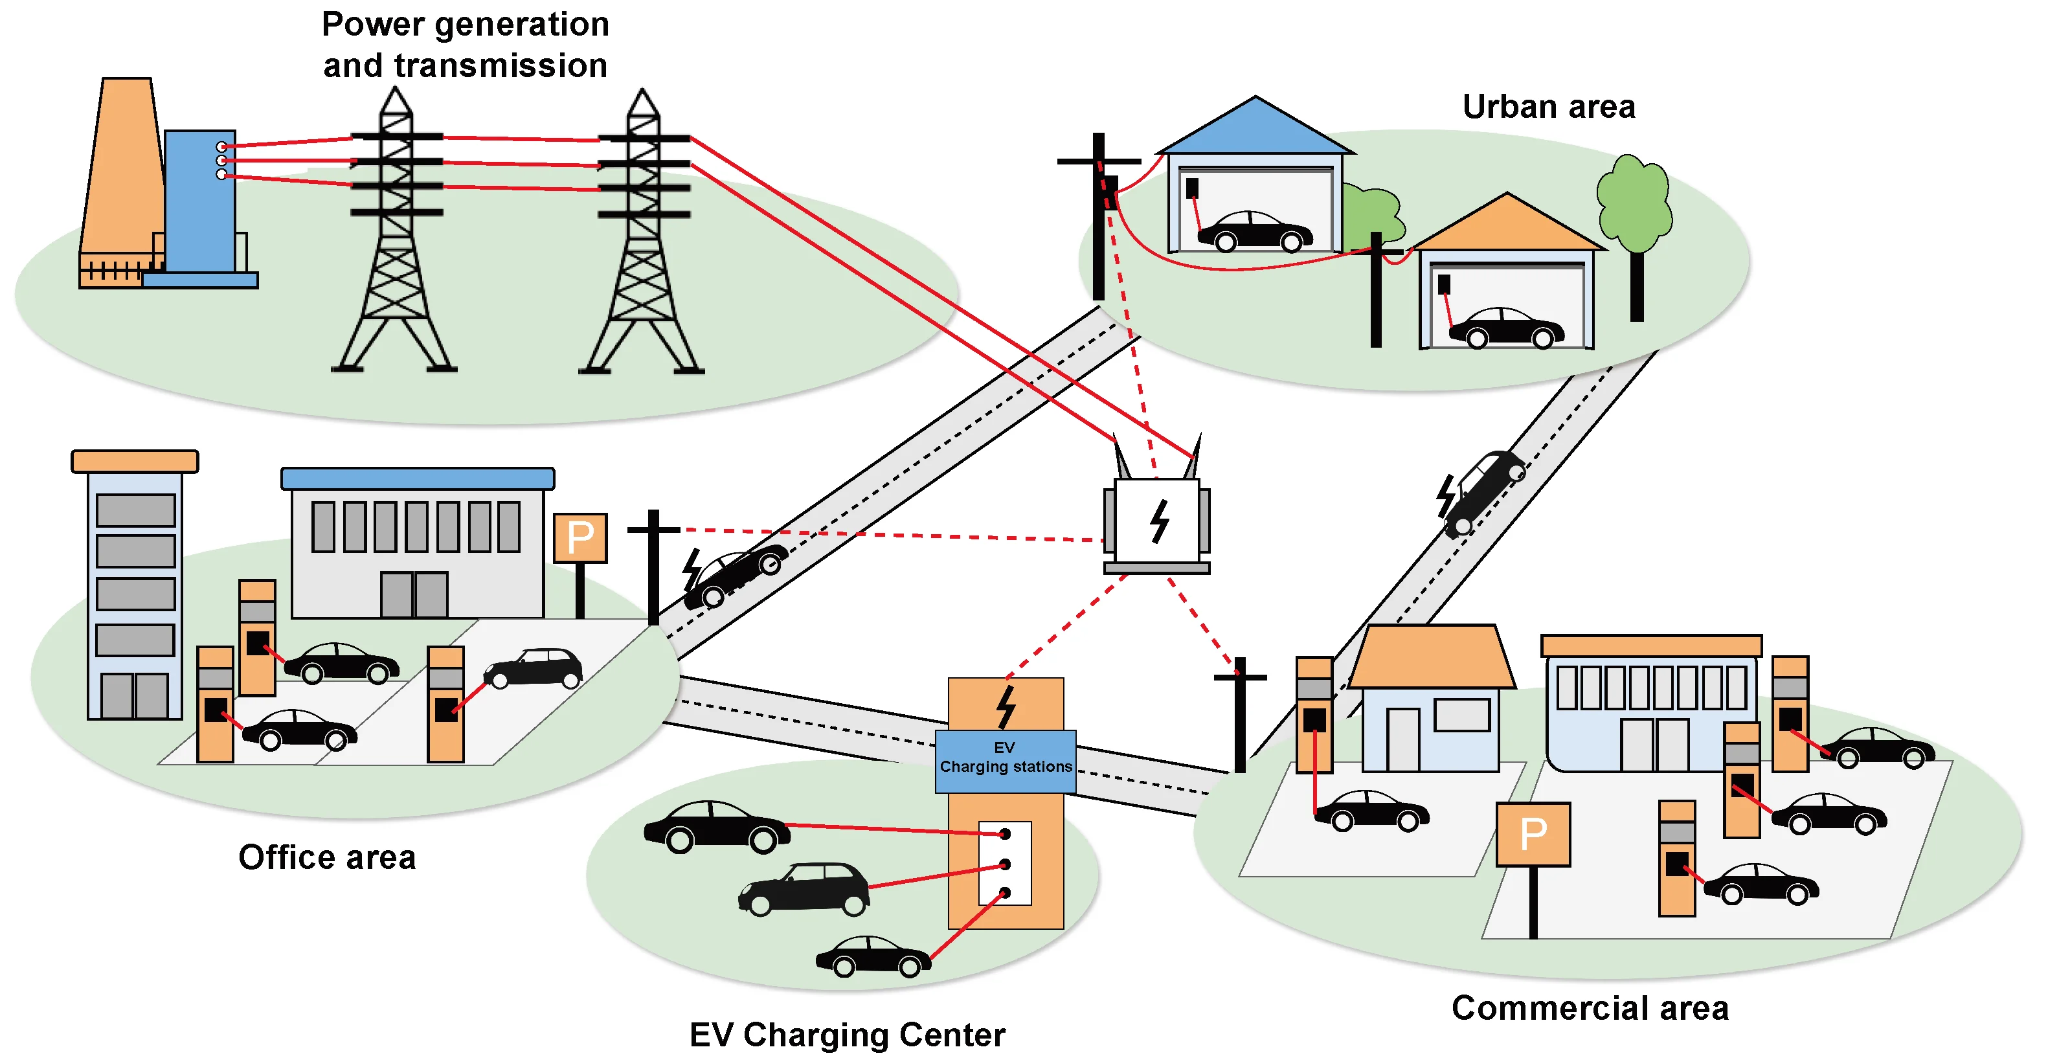 Power generation
and transmission
Urban area
P
EV
Charging stations
P
Office area
Commercial area
EV Charging Center